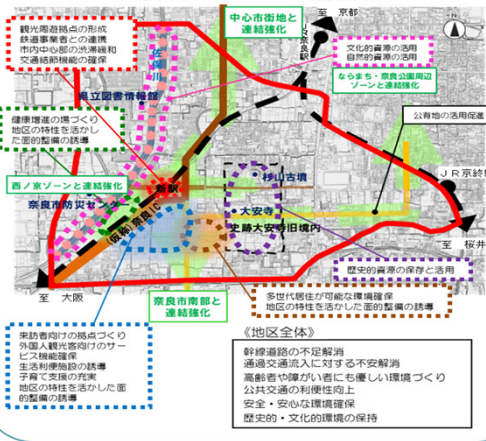 観光周遊拠点の形成
鉄道事業者との連携
市内中心部の渋滞緩和
交通結節機能の確保
中心市街地と
連結強化
至 京都
JR奈良駅
文化的資源の活用
自然的資源の活用
ならまち・奈良公園周辺
ゾーンと連結強化
佐保川
県立図書情報館
公有地の活用促進
健康増進の場づくり
地区の特性を活かし
た面的整備の誘導
西ノ京ゾーンと連結強化
新駅
杉山古墳
JR京終駅
奈良市防災センター
大安寺
(仮称)奈良IC
史跡大安寺旧境内
至 桜井
歴史的資源の保存と活用
至 大阪
奈良市南部と
連結強化
多世代居住が可能な環境確保
地区の特性を活かした面的整備の誘導
来訪者向けの拠点づくり
外国人観光客向けのサー
ビス機能確保
生活利便施設の誘導
子育て支援の充実
地区の特性を活かした面
的整備の誘導
《地区全体》
幹線道路の不足解消
通過交通流入に対する不安解消
高齢者や障がい者にも優しい環境づくり
公共交通の利便性向上
安全・安心な環境確保
歴史的・文化的環境の保持